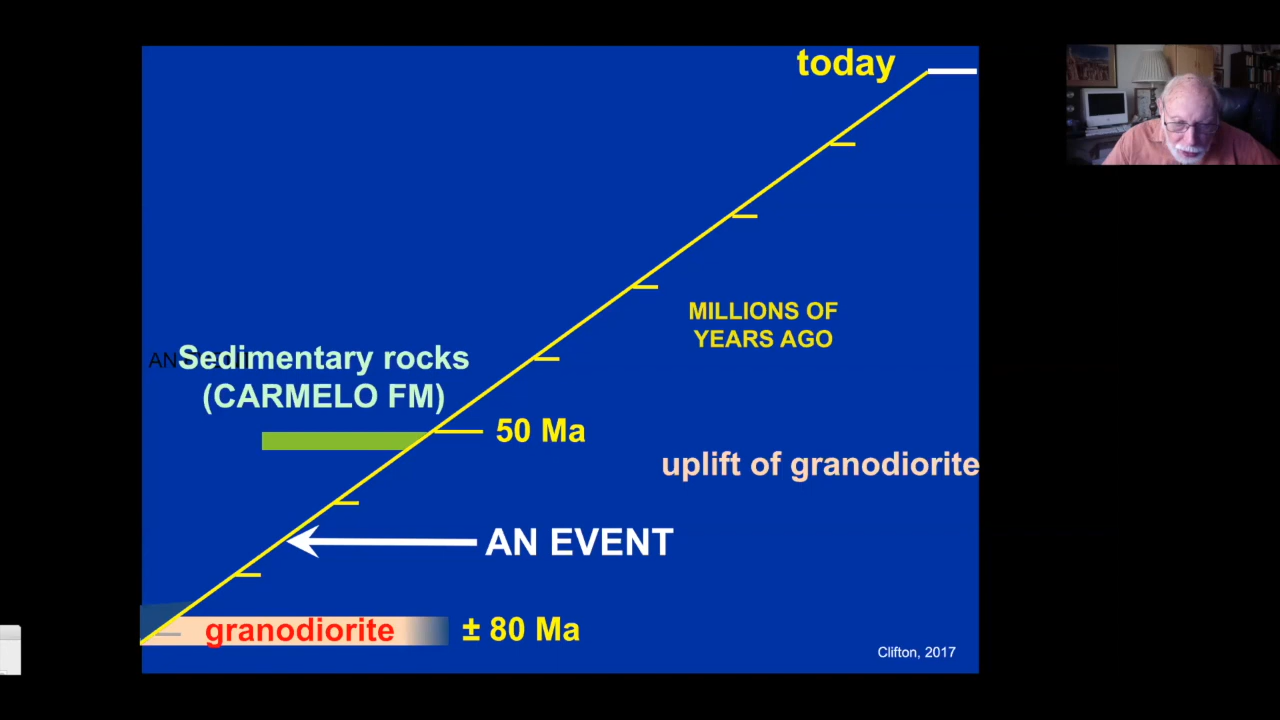 today
MILLIONS OF
YEARS AGO
Sedimentary rocks
(CARMELO FM)
50 Ma
uplift of granodiorite
AN EVENT
granodiorite
± 80 Ma
Clifton, 2017